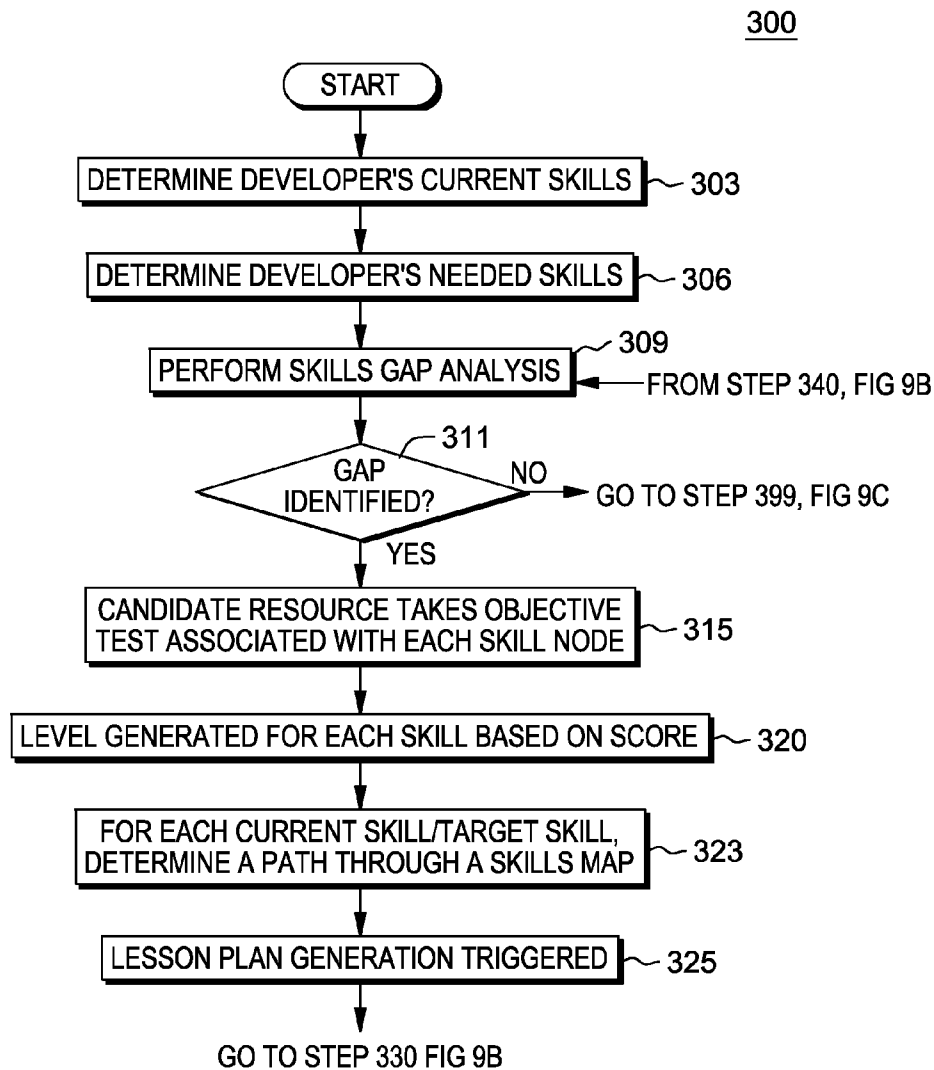 300
START
DETERMINE DEVELOPER'S CURRENT SKILLS
303
DETERMINE DEVELOPER'S NEEDED SKILLS
306
309
PERFORM SKILLS GAP ANALYSIS
FROM STEP 340, FIG 9B
311
GAP
IDENTIFIED?
NO
GO TO STEP 399, FIG 9C
YES
CANDIDATE RESOURCE TAKES OBJECTIVE
TEST ASSOCIATED WITH EACH SKILL NODE
315
LEVEL GENERATED FOR EACH SKILL BASED ON SCORE
320
FOR EACH CURRENT SKILL/TARGET SKILL,
DETERMINE A PATH THROUGH A SKILLS MAP
323
LESSON PLAN GENERATION TRIGGERED
325
GO TO STEP 330 FIG 9B